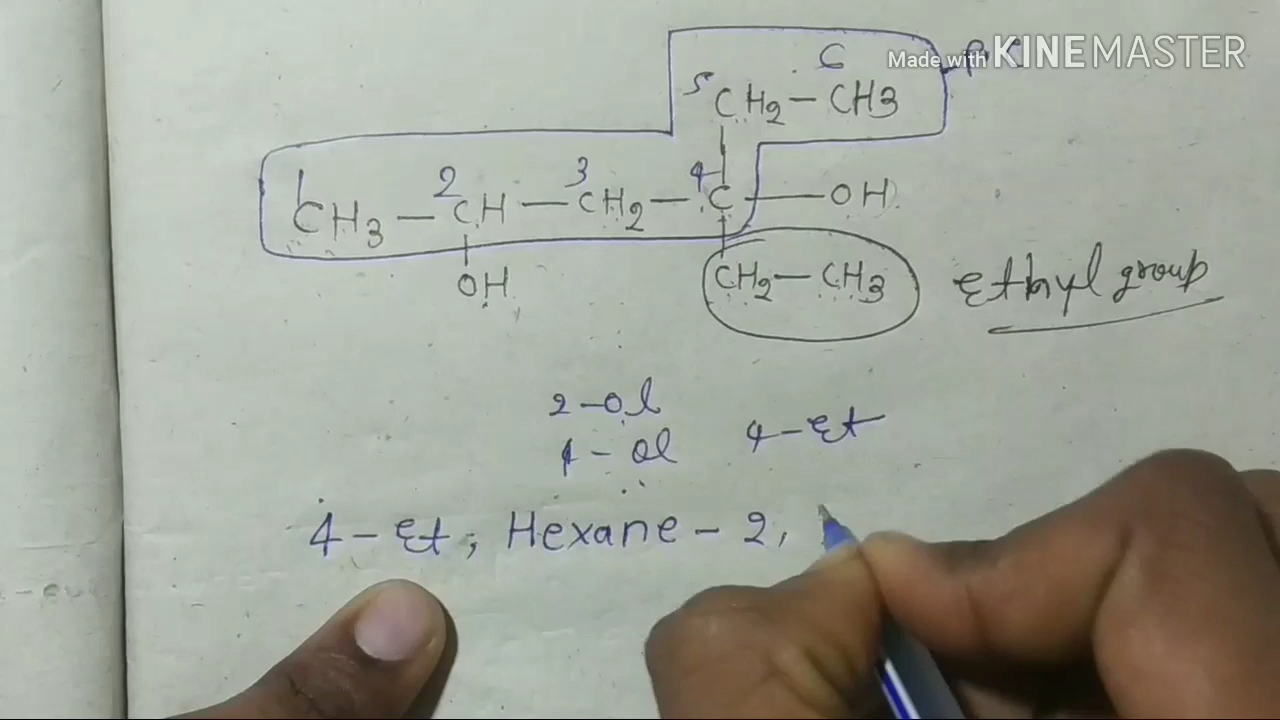 Made with KINEMASTER
6
5 CH2 — CH3
1 2 3 4
CH3 — CH — CH2 — C — OH
OH CH2 — CH3 Ethyl group
2-ol
4-ol 4-Et
4-Et, Hexane-2,